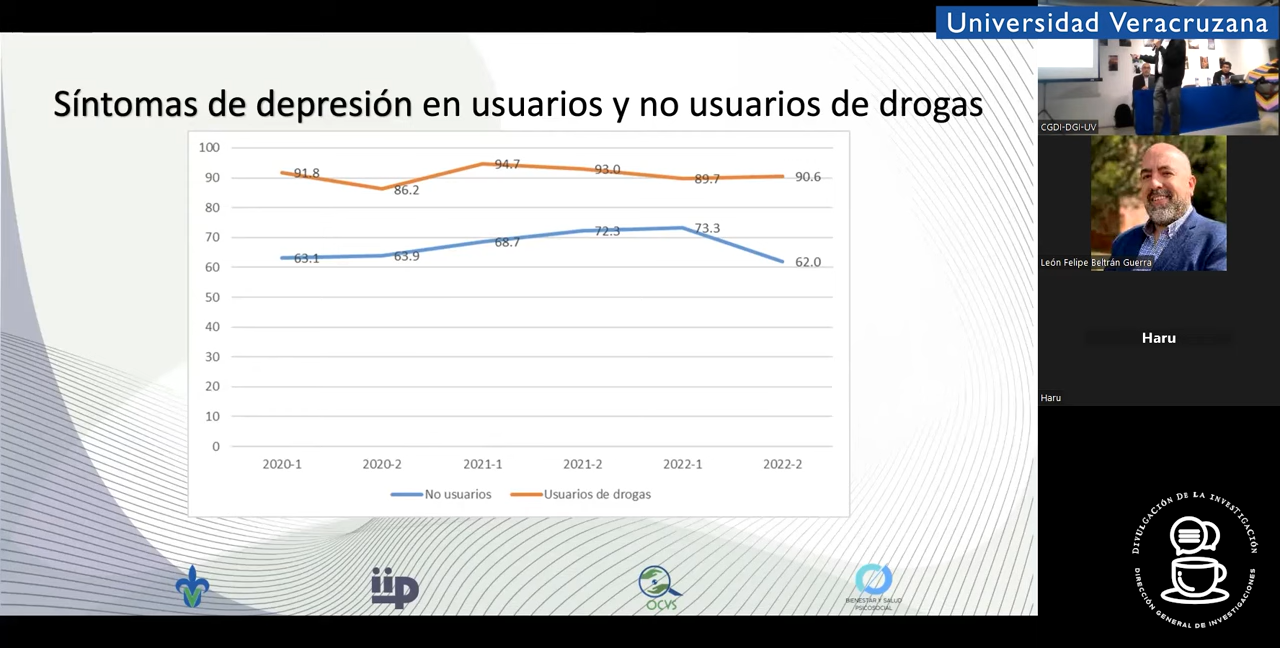 Universidad Veracruzana
Síntomas de depresión en usuarios y no usuarios de drogas
100
90
80
70
60
50
40
30
20
10
0
91.8
86.2
94.7
93.0
89.7
90.6
63.1
63.9
68.7
72.3
73.3
62.0
2020-1
2020-2
2021-1
2021-2
2022-1
2022-2
No usuarios
Usuarios de drogas
iip
OCVS
BIENESTAR Y SALUD
PSICOSOCIAL
CGDI-DGI-UV
León Felipe Beltrán Guerra
Haru
Haru
DIVULGACIÓN DE LA INVESTIGACIÓN
DIRECCIÓN GENERAL DE INVESTIGACIONES